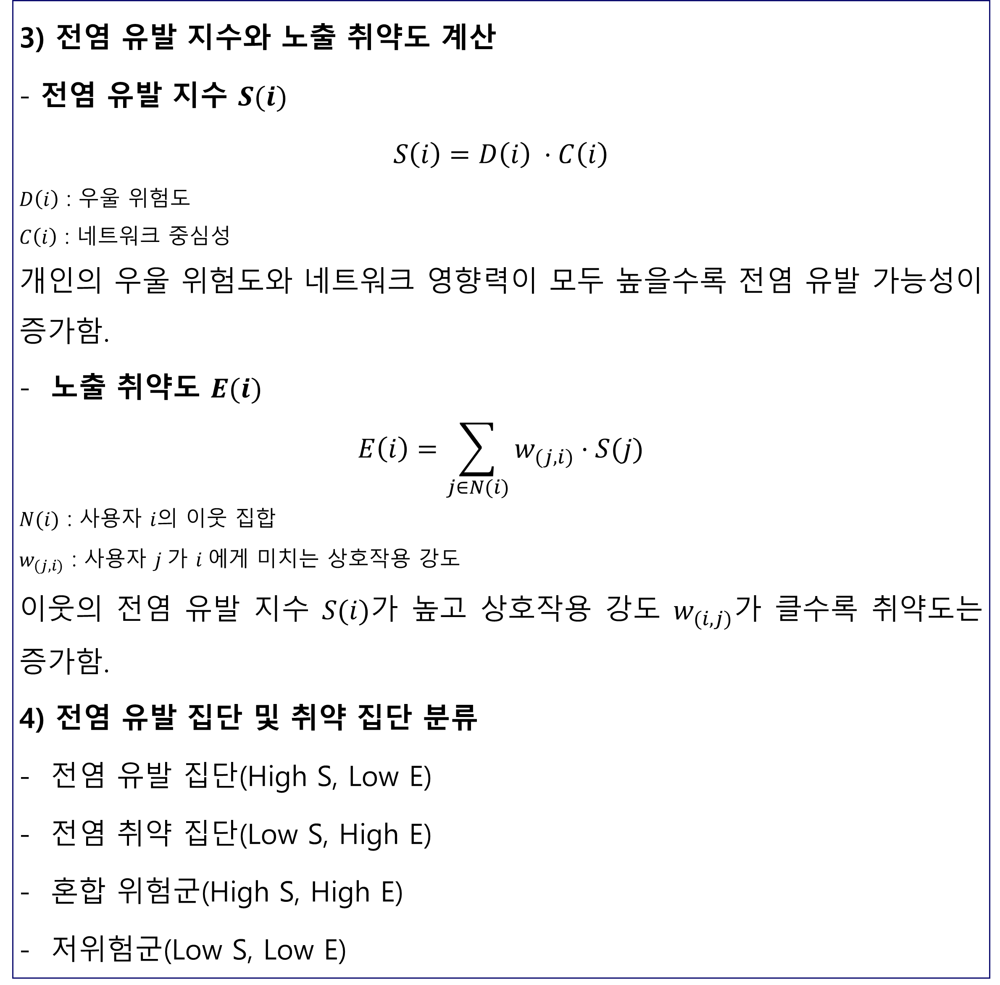 3) 전염 유발 지수와 노출 취약도 계산
- 전염 유발 지수 S(i)
S(i) = D(i) · C(i)
D(i) : 우울 위험도
C(i) : 네트워크 중심성
개인의 우울 위험도와 네트워크 영향력이 모두 높을수록 전염 유발 가능성이
증가함.
- 노출 취약도 E(i)
E(i) = ∑_{j∈N(i)} w_{(j,i)} · S(j)
N(i) : 사용자 i의 이웃 집합
w_{(j,i)} : 사용자 j 가 i 에게 미치는 상호작용 강도
이웃의 전염 유발 지수 S(i)가 높고 상호작용 강도 w_{(i,j)}가 클수록 취약도는
증가함.
4) 전염 유발 집단 및 취약 집단 분류
- 전염 유발 집단(High S, Low E)
- 전염 취약 집단(Low S, High E)
- 혼합 위험군(High S, High E)
- 저위험군(Low S, Low E)